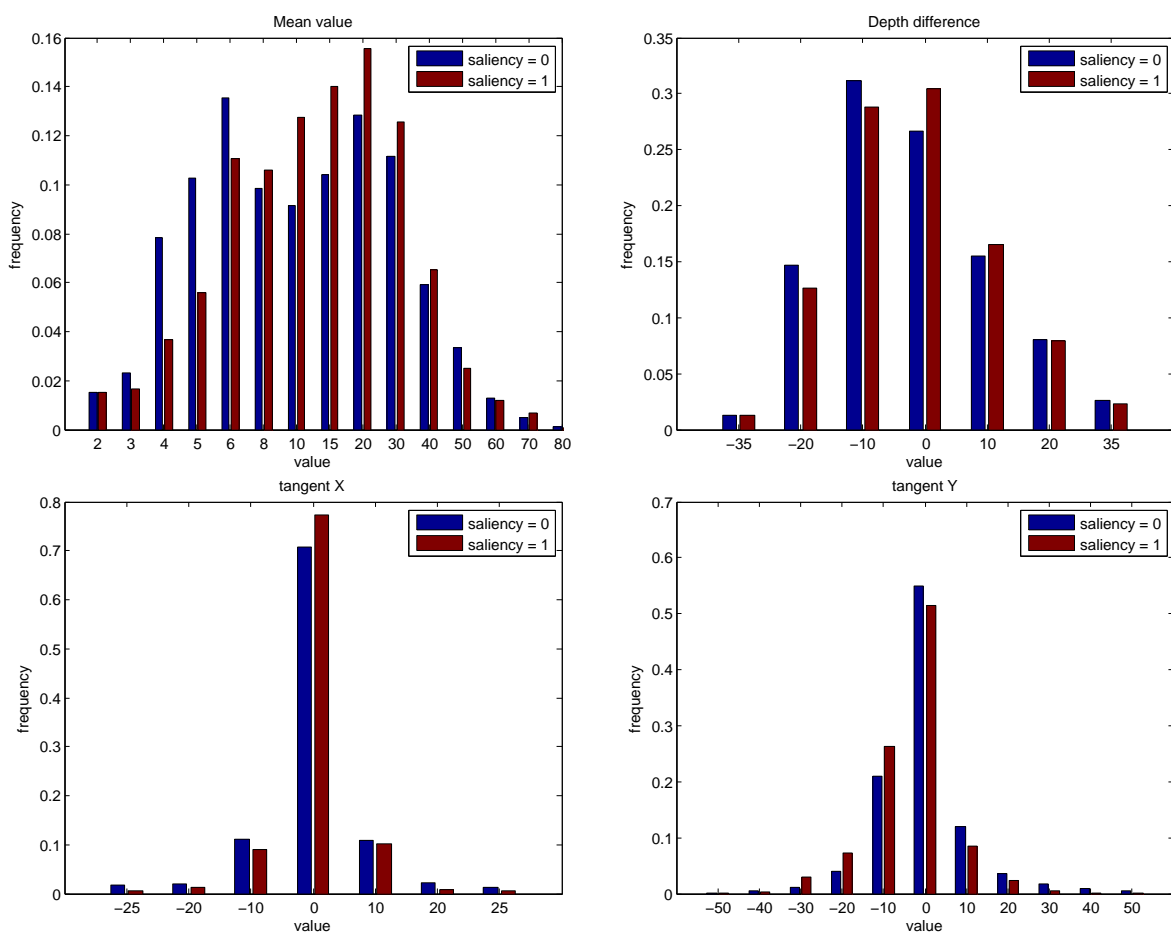 Mean value
0.16
0.14
0.12
0.1
0.08
0.06
0.04
0.02
0
frequency
saliency = 0
saliency = 1
2 3 4 5 6 8 10 15 20 30 40 50 60 70 80
value
Depth difference
0.35
0.3
0.25
0.2
0.15
0.1
0.05
0
frequency
saliency = 0
saliency = 1
−35 −20 −10 0 10 20 35
value
tangent X
0.8
0.7
0.6
0.5
0.4
0.3
0.2
0.1
0
frequency
saliency = 0
saliency = 1
−25 −20 −10 0 10 20 25
value
tangent Y
0.7
0.6
0.5
0.4
0.3
0.2
0.1
0
frequency
saliency = 0
saliency = 1
−50 −40 −30 −20 −10 0 10 20 30 40 50
value